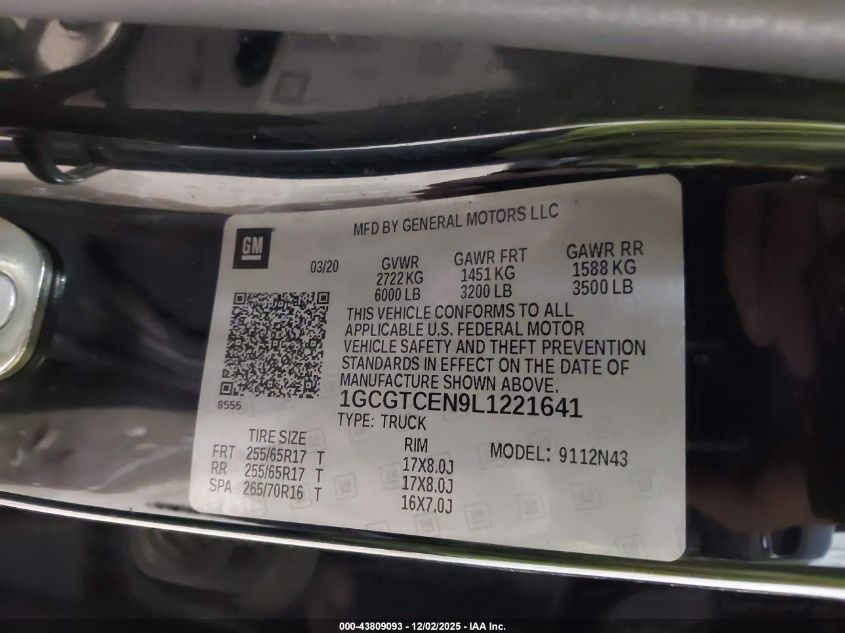 MFD BY GENERAL MOTORS LLC
GM
03/20
GVWR GAWR FRT GAWR RR
2722 KG 1451 KG 1588 KG
6000 LB 3200 LB 3500 LB
THIS VEHICLE CONFORMS TO ALL
APPLICABLE U.S. FEDERAL MOTOR
VEHICLE SAFETY AND THEFT PREVENTION
STANDARDS IN EFFECT ON THE DATE OF
MANUFACTURE SHOWN ABOVE.
8555
1GCGTCEN9L1221641
TYPE: TRUCK
TIRE SIZE RIM
MODEL: 9112N43
FRT 255/65R17 T 17X8.0J
RR 255/65R17 T 17X8.0J
SPA 265/70R16 T 16X7.0J
000-43809093 - 12/02/2025 - IAA Inc.